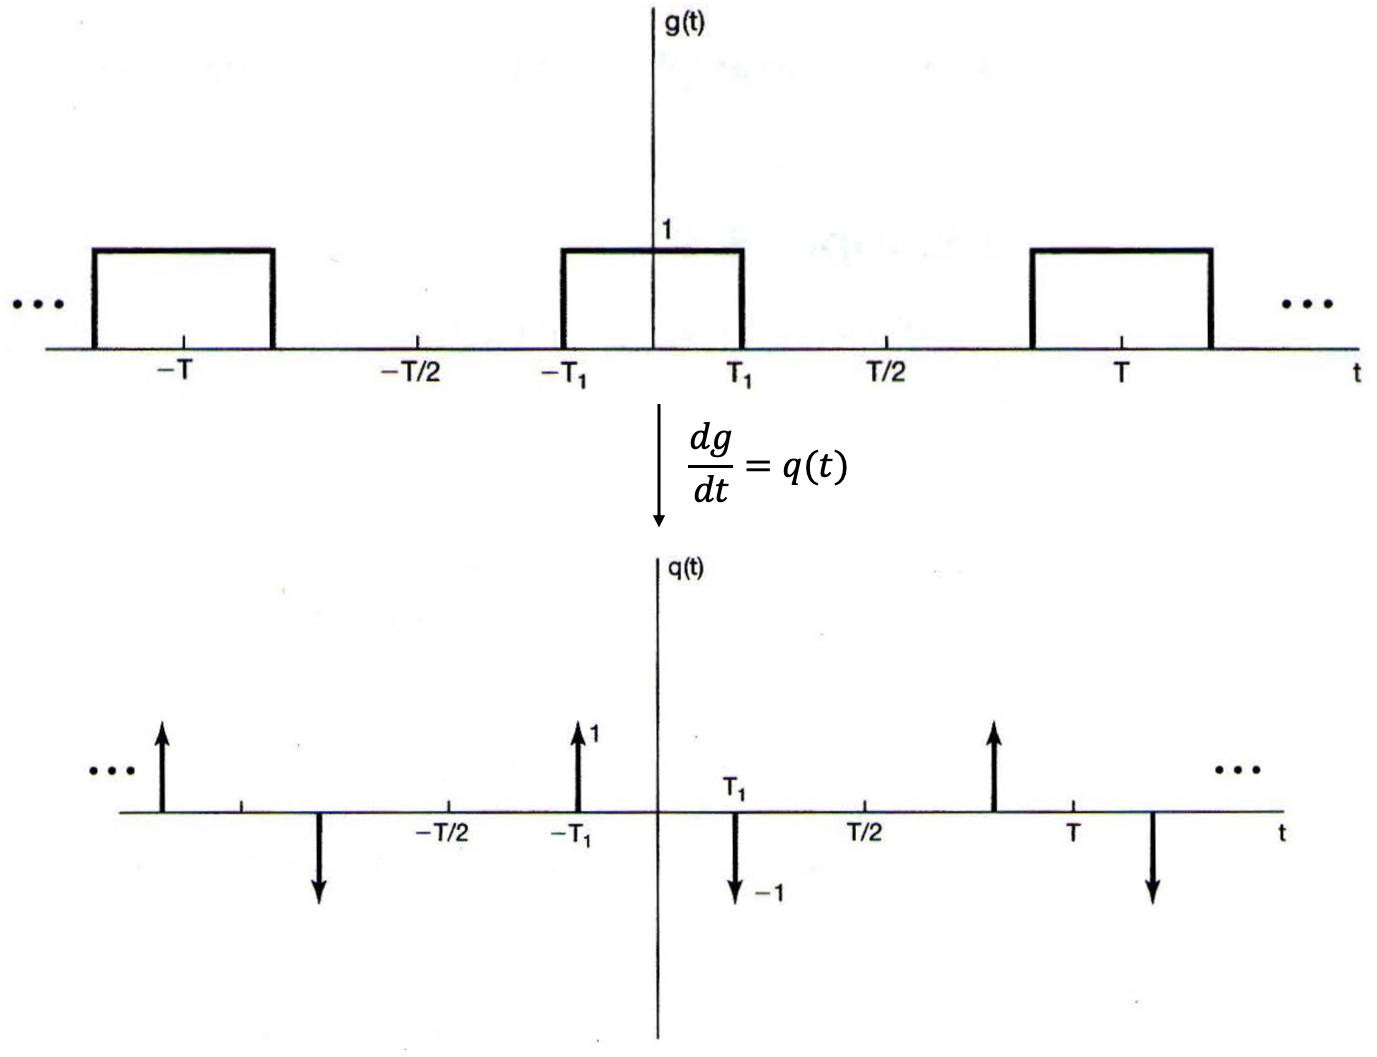 g(t)
1
−T −T/2 −T₁ T₁ T/2 T t
dg/dt = q(t)
q(t)
1
T₁
−T/2 −T₁ T/2 T t
−1